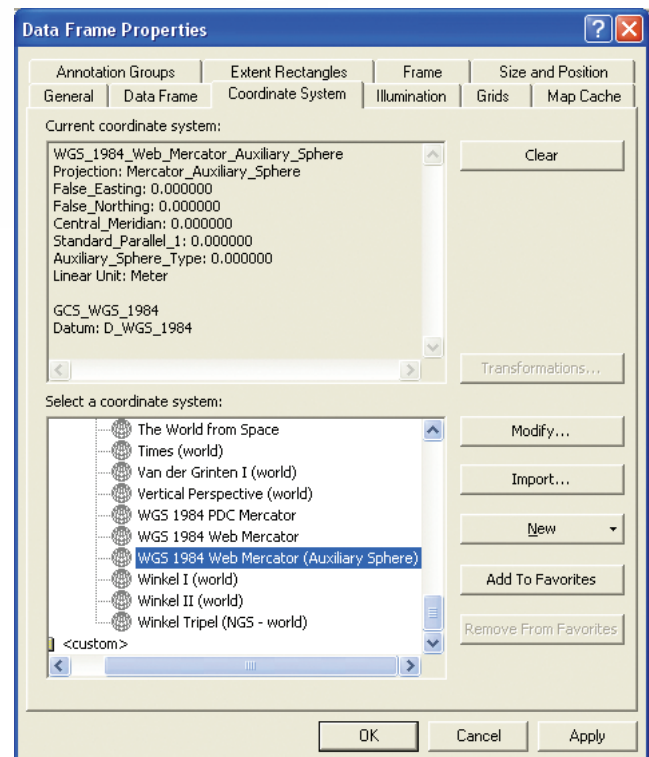 Data Frame Properties
Annotation Groups Extent Rectangles Frame Size and Position
General Data Frame Coordinate System Illumination Grids Map Cache
Current coordinate system:
WGS_1984_Web_Mercator_Auxiliary_Sphere
Projection: Mercator_Auxiliary_Sphere
False_Easting: 0.000000
False_Northing: 0.000000
Central_Meridian: 0.000000
Standard_Parallel_1: 0.000000
Auxiliary_Sphere_Type: 0.000000
Linear Unit: Meter
GCS_WGS_1984
Datum: D_WGS_1984
Clear
Transformations...
Select a coordinate system:
The World from Space
Times (world)
Van der Grinten I (world)
Vertical Perspective (world)
WGS 1984 PDC Mercator
WGS 1984 Web Mercator
WGS 1984 Web Mercator (Auxiliary Sphere)
Winkel I (world)
Winkel II (world)
Winkel Tripel (NGS - world)
<custom>
Modify...
Import...
New
Add To Favorites
Remove From Favorites
OK Cancel Apply